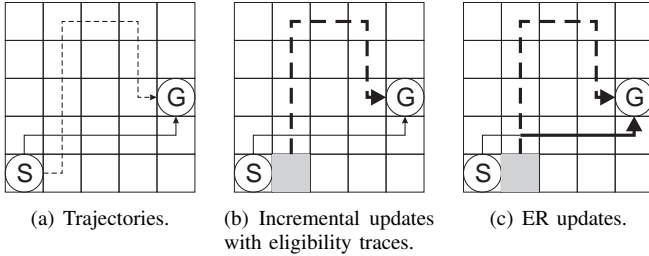 G
S
G
S
G
S
(a) Trajectories.
(b) Incremental updates
with eligibility traces.
(c) ER updates.